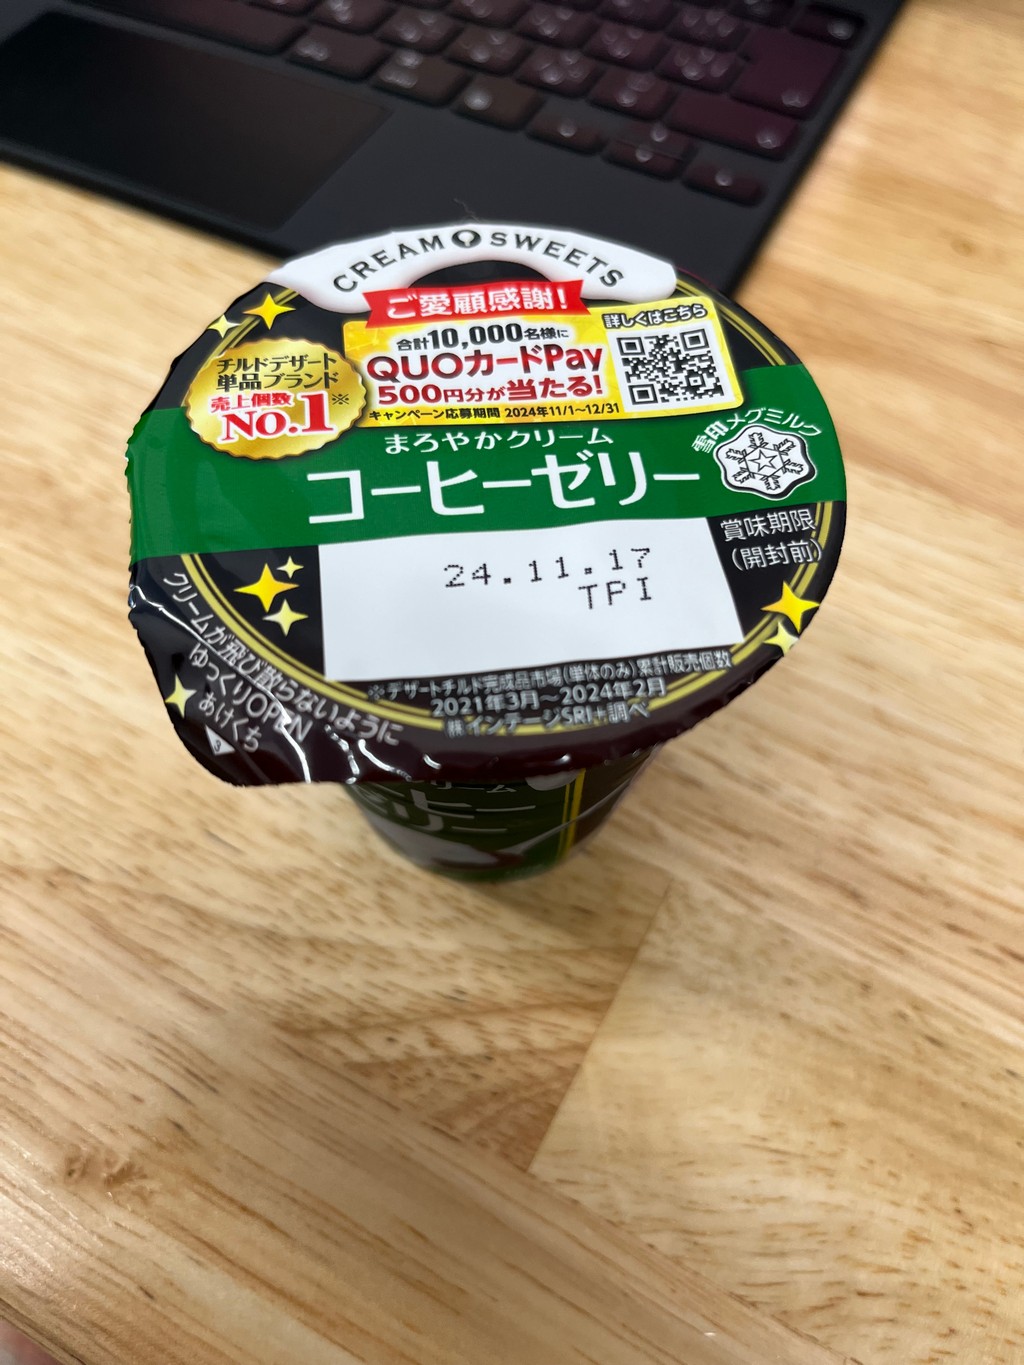 CREAM SWEETS
ご愛顧感謝!
合計10,000名様に
QUOカードPay
500円分が当たる!
キャンペーン応募期間 2024年11/1~12/31
詳しくはこちら
チルドデザート
単品ブランド
売上個数
NO.1※
まろやかクリーム
コーヒーゼリー
雪印メグミルク
賞味期限
(開封前)
24.11.17
TPI
※デザートチルド完成品市場(単体のみ)累計販売個数
2021年3月~2024年2月
㈱インテージSRI+調べ
クリームが飛び散らないように
ゆっくりOPEN
あけくち